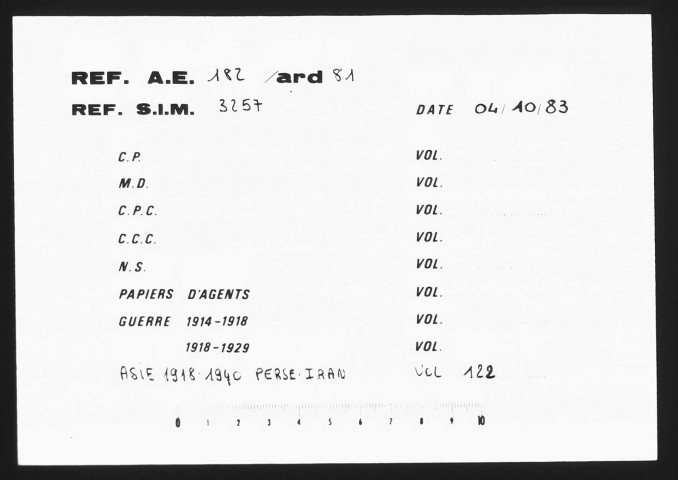 REF. A.E. 182 /ard 81
REF. S.I.M. 3257 DATE 04/10/83
C.P. VOL.
M.D. VOL.
C.P.C. VOL.
C.C.C. VOL.
N.S. VOL.
PAPIERS D'AGENTS VOL.
GUERRE 1914-1918 VOL.
1918-1929 VOL.
ASIE 1918-1940 PERSE-IRAN VOL 122
0 1 2 3 4 5 6 7 8 9 10